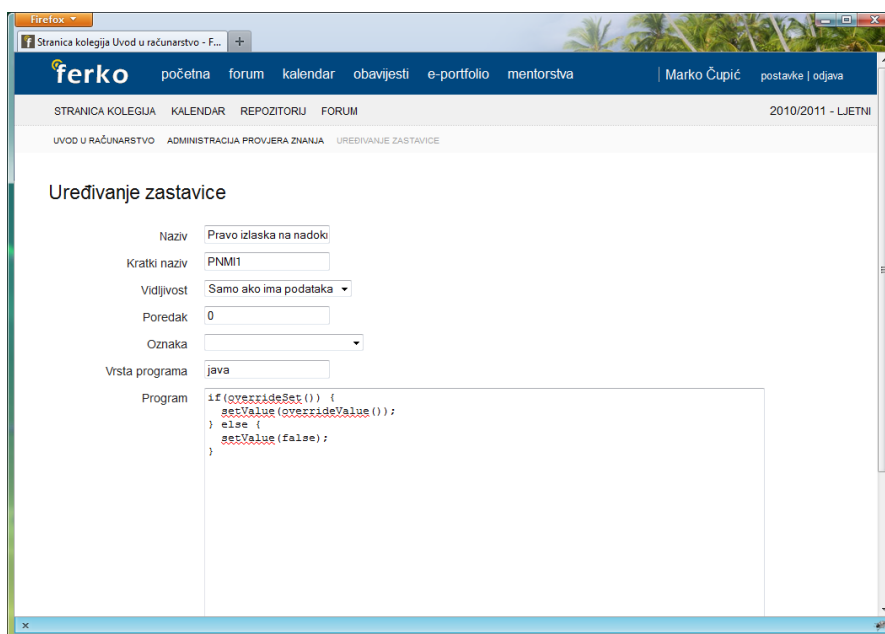 Firefox
Stranica kolegija Uvod u računarstvo - F...
ferko početna forum kalendar obavijesti e-portfolio mentorstva | Marko Čupić postavke | odjava
STRANICA KOLEGIJA KALENDAR REPOZITORIJ FORUM 2010/2011 - LJETNI
UVOD U RAČUNARSTVO ADMINISTRACIJA PROVJERA ZNANJA UREĐIVANJE ZASTAVICE
Uređivanje zastavice
Naziv Pravo izlaska na nadok
Kratki naziv PNMI1
Vidljivost Samo ako ima podataka
Poredak 0
Oznaka
Vrsta programa java
Program if(overrideSet()) {
setValue(overrideValue());
} else {
setValue(false);
}